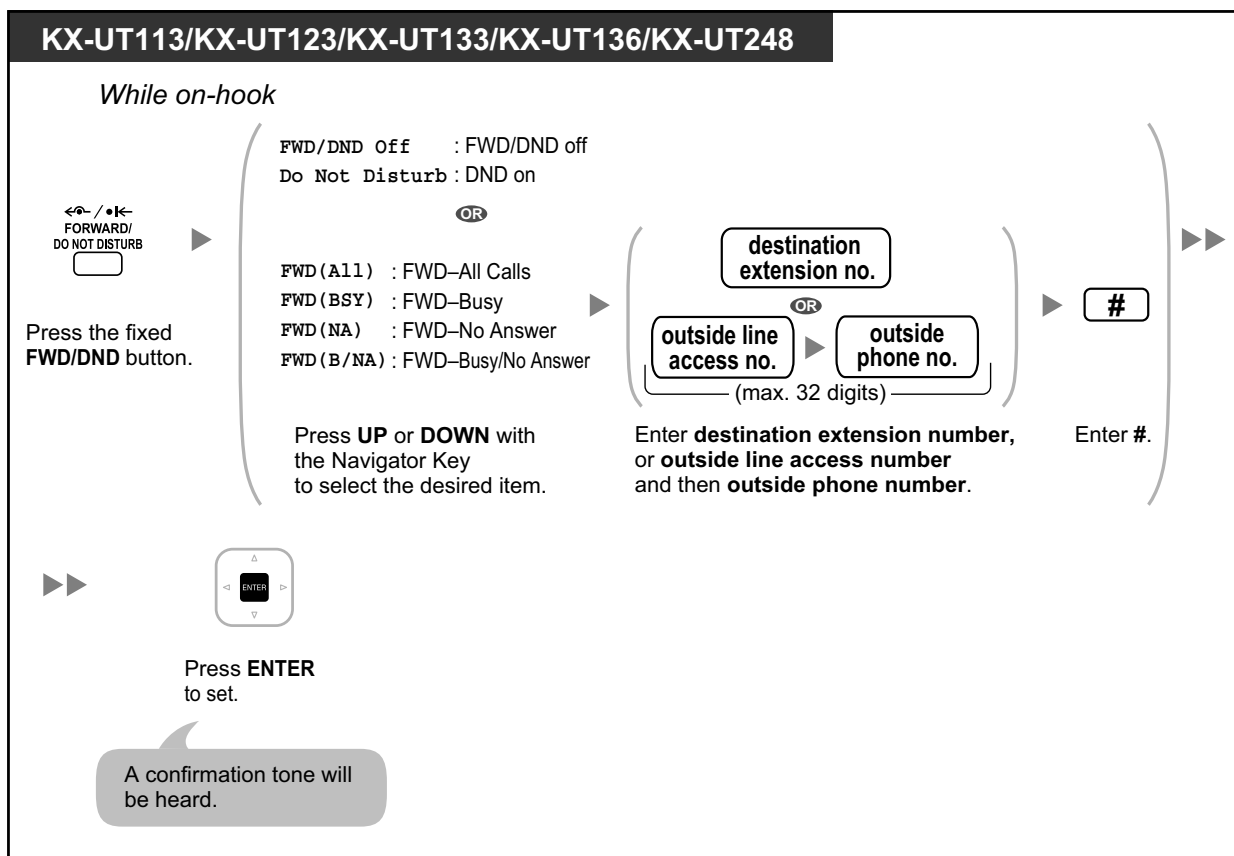 KX-UT113/KX-UT123/KX-UT133/KX-UT136/KX-UT248
While on-hook
FORWARD/
DO NOT DISTURB
Press the fixed
FWD/DND button.
FWD/DND Off : FWD/DND off
Do Not Disturb : DND on
OR
FWD(All) : FWD–All Calls
FWD(BSY) : FWD–Busy
FWD(NA) : FWD–No Answer
FWD(B/NA) : FWD–Busy/No Answer
Press UP or DOWN with
the Navigator Key
to select the desired item.
destination
extension no.
OR
outside line
access no.
outside
phone no.
(max. 32 digits)
Enter destination extension number,
or outside line access number
and then outside phone number.
#
Enter #.
ENTER
Press ENTER
to set.
A confirmation tone will
be heard.